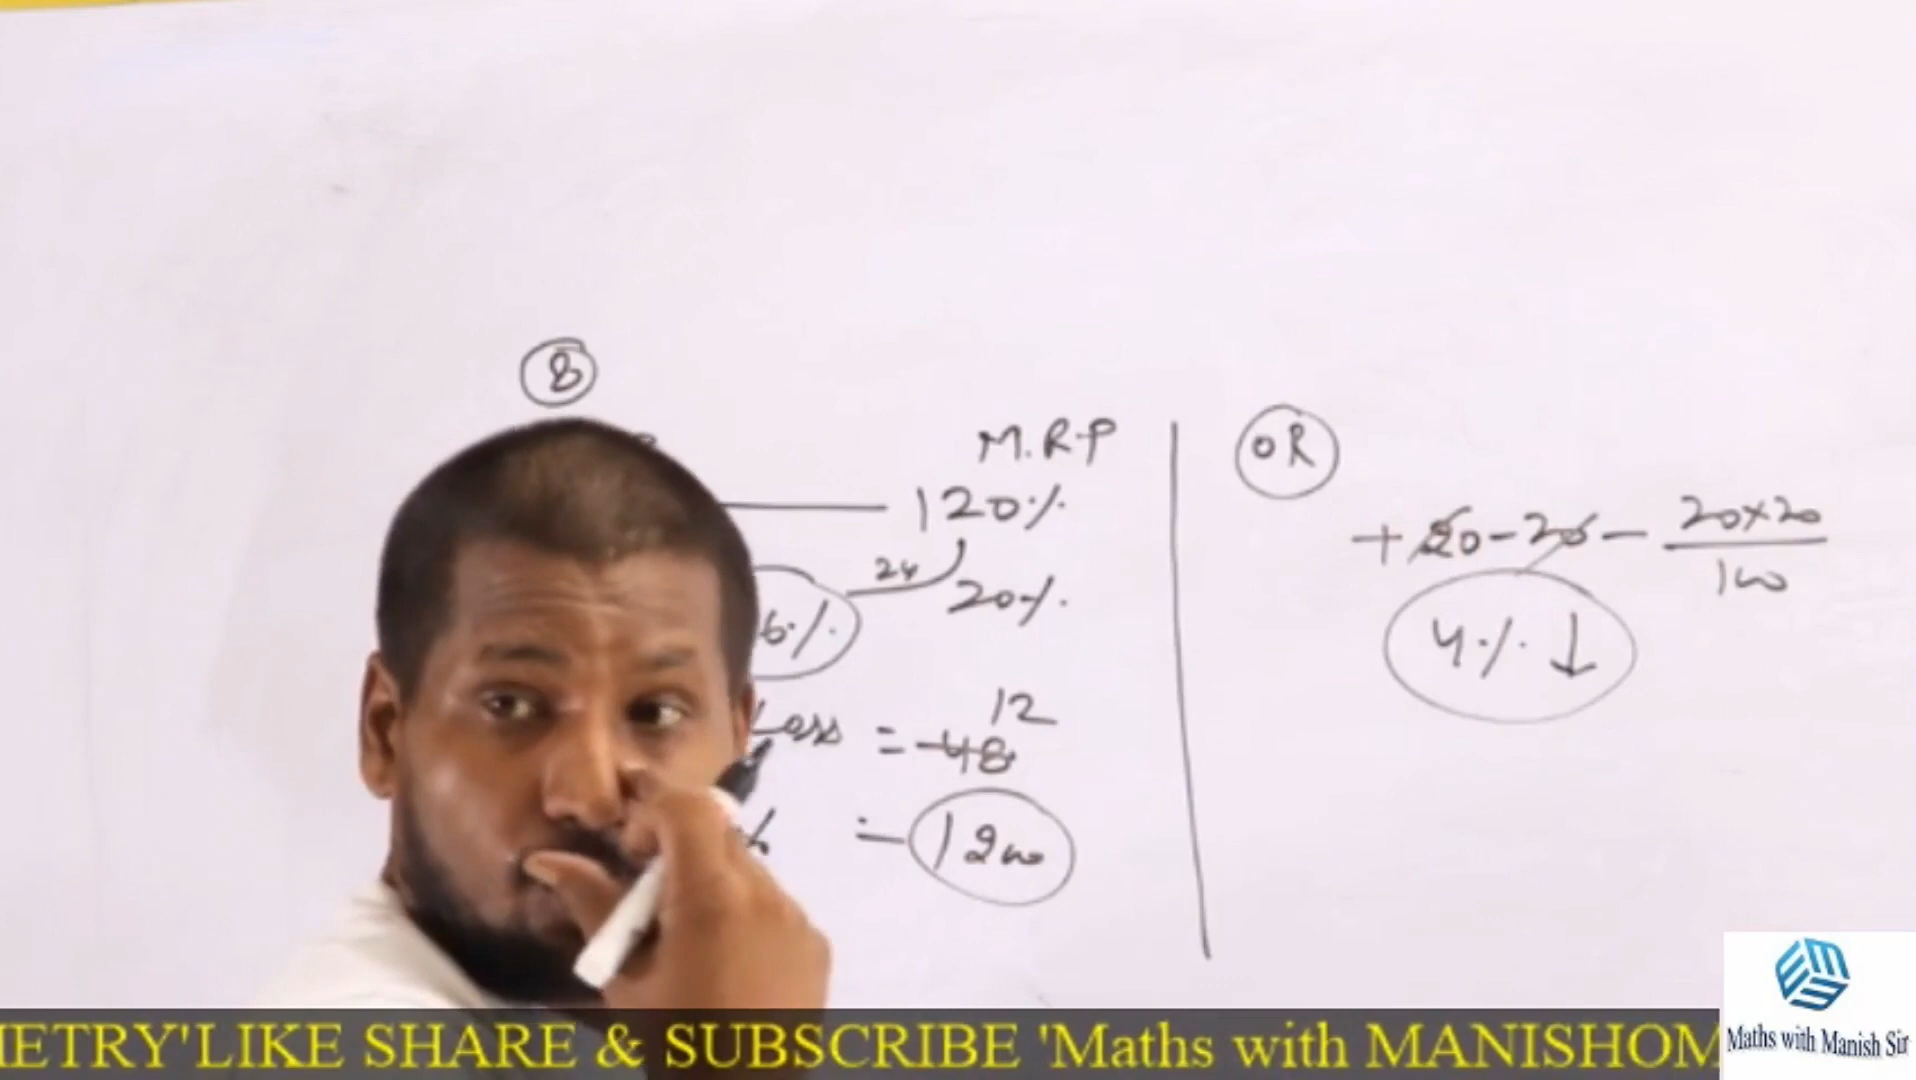 8
M.R.P
120%
24
20%
6%
Loss = 48
12
% = 1200
OR
+ 20 - 20 - 20×20
100
4% ↓
ETRY'LIKE SHARE & SUBSCRIBE 'Maths with MANISHOM
Maths with Manish Sir